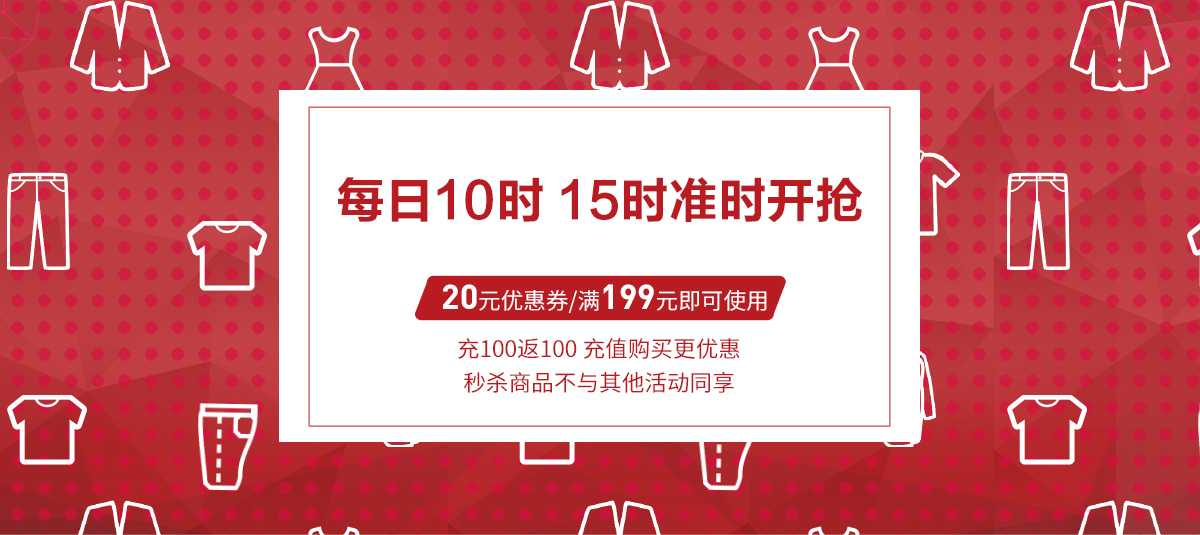 每日10时 15时准时开抢
20元优惠券/满199元即可使用
充100返100 充值购买更优惠
秒杀商品不与其他活动同享